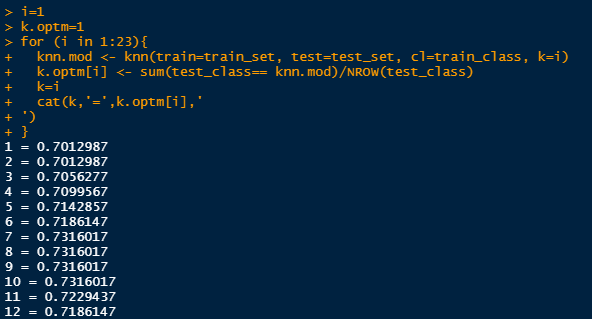 > i=1
> k.optm=1
> for (i in 1:23){
+   knn.mod <- knn(train=train_set, test=test_set, cl=train_class, k=i)
+   k.optm[i] <- sum(test_class== knn.mod)/NROW(test_class)
+   k=i
+   cat(k,'=',k.optm[i],'
+ ')
+ }
1 = 0.7012987
2 = 0.7012987
3 = 0.7056277
4 = 0.7099567
5 = 0.7142857
6 = 0.7186147
7 = 0.7316017
8 = 0.7316017
9 = 0.7316017
10 = 0.7316017
11 = 0.7229437
12 = 0.7186147